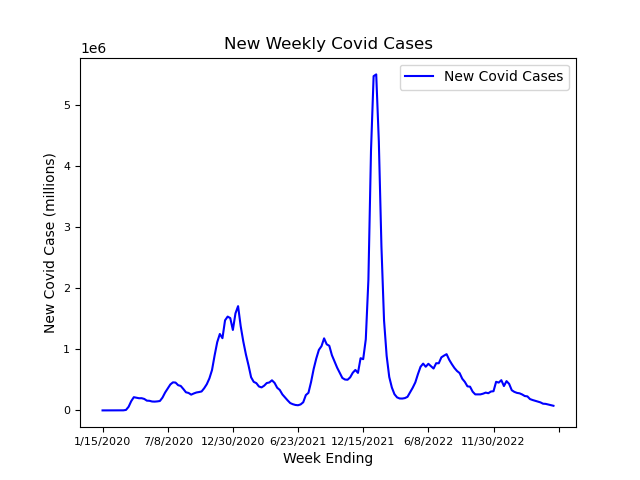 New Weekly Covid Cases
1e6
New Covid Cases
5
4
3
2
1
0
New Covid Case (millions)
1/15/2020 7/8/2020 12/30/2020 6/23/2021 12/15/2021 6/8/2022 11/30/2022
Week Ending